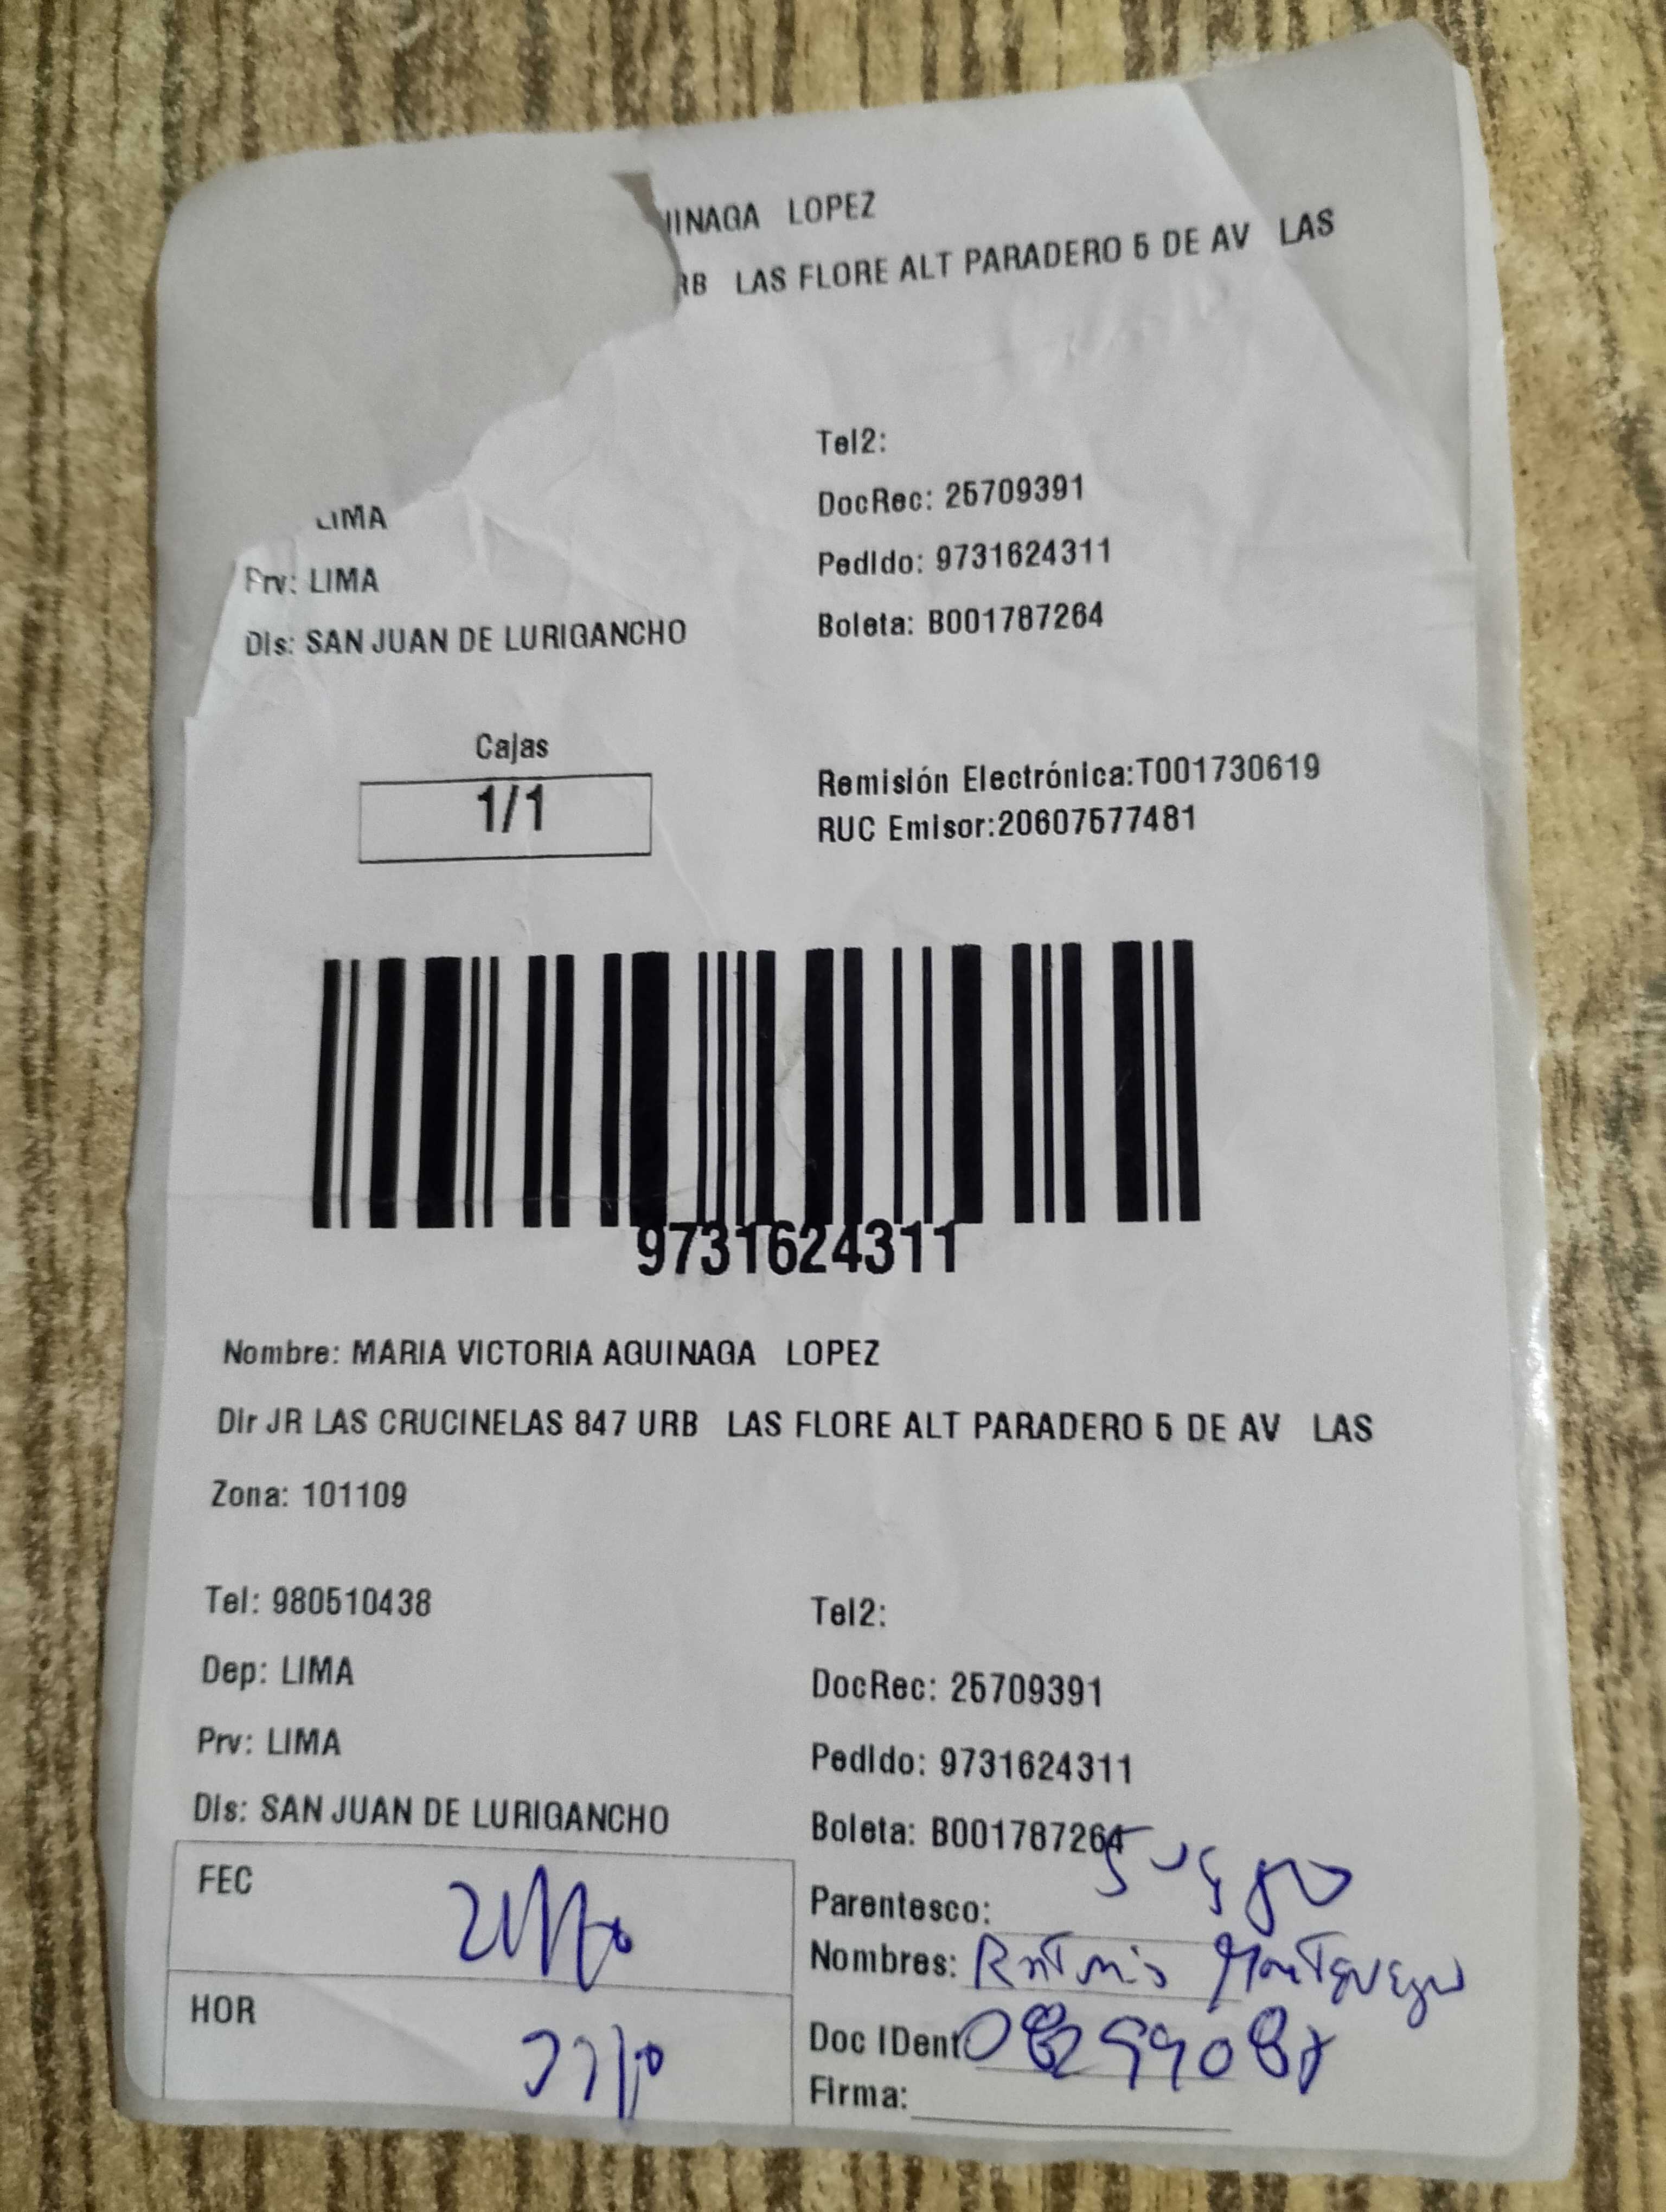 LOPEZ
LAS FLORE ALT PARADERO 5 DE AV LAS
Tel2:
DocRec: 25709391
LIMA
Pedido: 9731624311
Prv: LIMA
Boleta: B001787264
Dis: SAN JUAN DE LURIGANCHO
Cajas
1/1
Remisión Electrónica:T001730619
RUC Emisor:20607577481
9731624311
Nombre: MARIA VICTORIA AGUINAGA LOPEZ
Dir JR LAS CRUCINELAS 847 URB LAS FLORE ALT PARADERO 5 DE AV LAS
Zona: 101109
Tel: 980510438
Tel2:
Dep: LIMA
DocRec: 25709391
Prv: LIMA
Pedido: 9731624311
Dis: SAN JUAN DE LURIGANCHO
Boleta: B001787264
FEC
Parentesco:
Nombres:
HOR
Doc IDent
Firma: